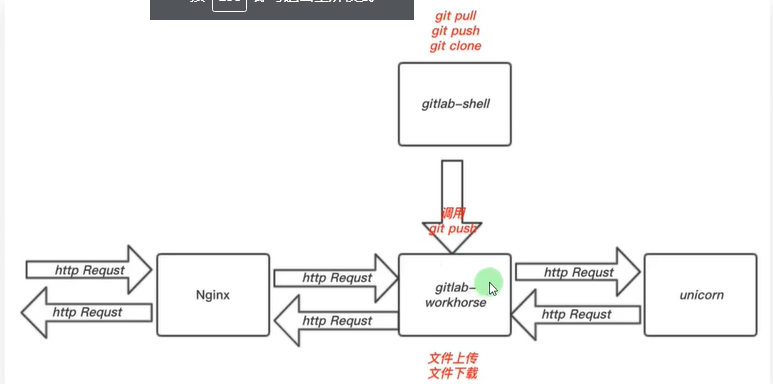 git pull
git push
git clone
gitlab-shell
调用
git push
http Requst
http Requst
Nginx
http Requst
http Requst
gitlab-
workhorse
http Requst
http Requst
unicorn
文件上传
文件下载